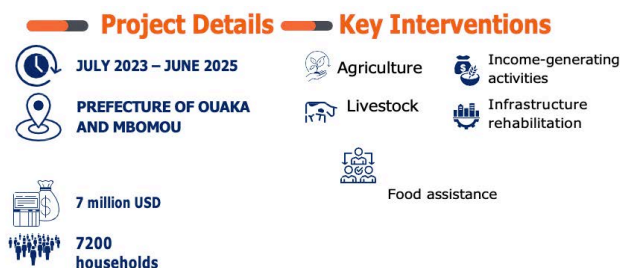 Project Details
JULY 2023 – JUNE 2025
PREFECTURE OF OUAKA
AND MBOMOU
7 million USD
7200
households
Key Interventions
Agriculture
Livestock
Income-generating
activities
Infrastructure
rehabilitation
Food assistance